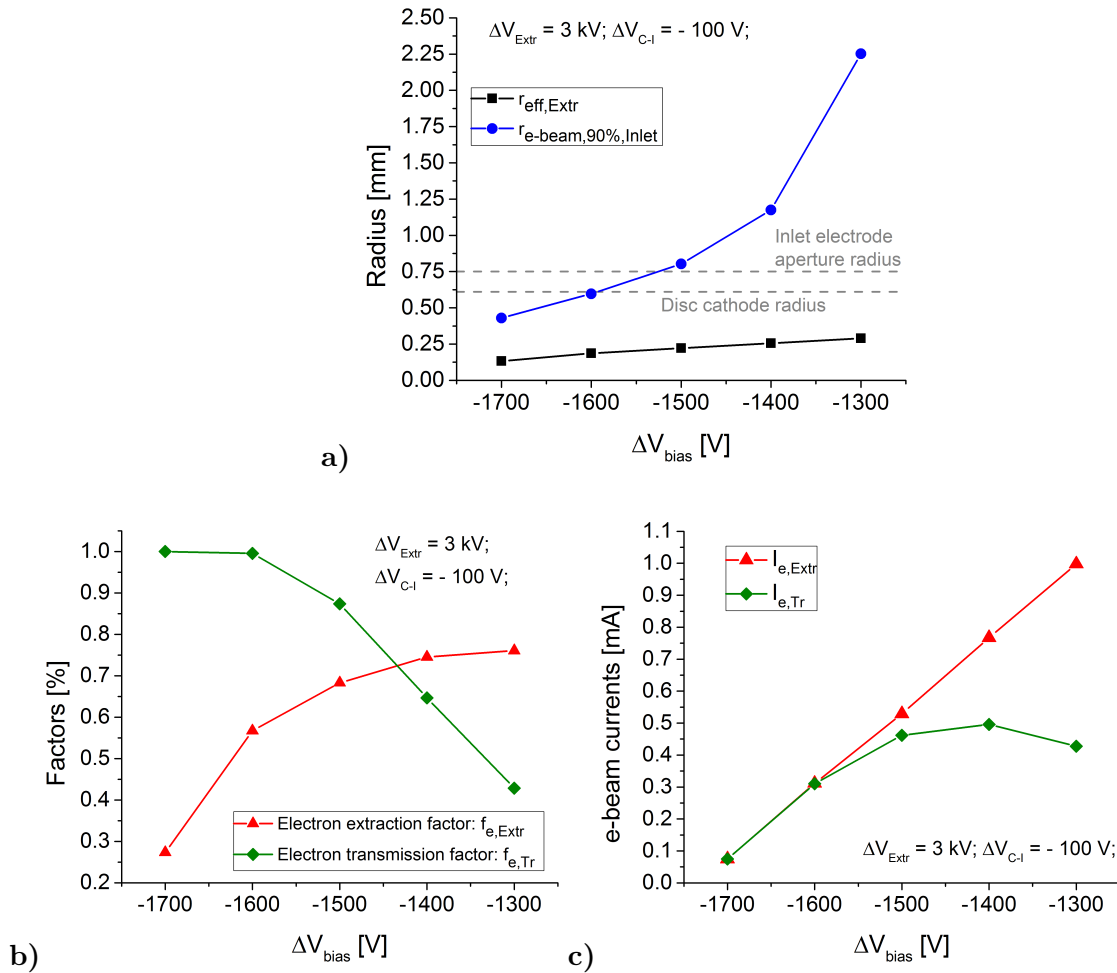 ΔV_Extr = 3 kV; ΔV_C-I = - 100 V;
r_eff,Extr
r_e-beam,90%,Inlet
Radius [mm]
2.50
2.25
2.00
1.75
1.50
1.25
1.00
0.75
0.50
0.25
0.00
Inlet electrode
aperture radius
Disc cathode radius
-1700 -1600 -1500 -1400 -1300
ΔV_bias [V]
a)
ΔV_Extr = 3 kV;
ΔV_C-I = - 100 V;
Factors [%]
1.0
0.9
0.8
0.7
0.6
0.5
0.4
0.3
0.2
Electron extraction factor: f_e,Extr
Electron transmission factor: f_e,Tr
-1700 -1600 -1500 -1400 -1300
ΔV_bias [V]
b)
I_e,Extr
I_e,Tr
e-beam currents [mA]
1.1
1.0
0.9
0.8
0.7
0.6
0.5
0.4
0.3
0.2
0.1
0.0
ΔV_Extr = 3 kV; ΔV_C-I = - 100 V;
-1700 -1600 -1500 -1400 -1300
ΔV_bias [V]
c)